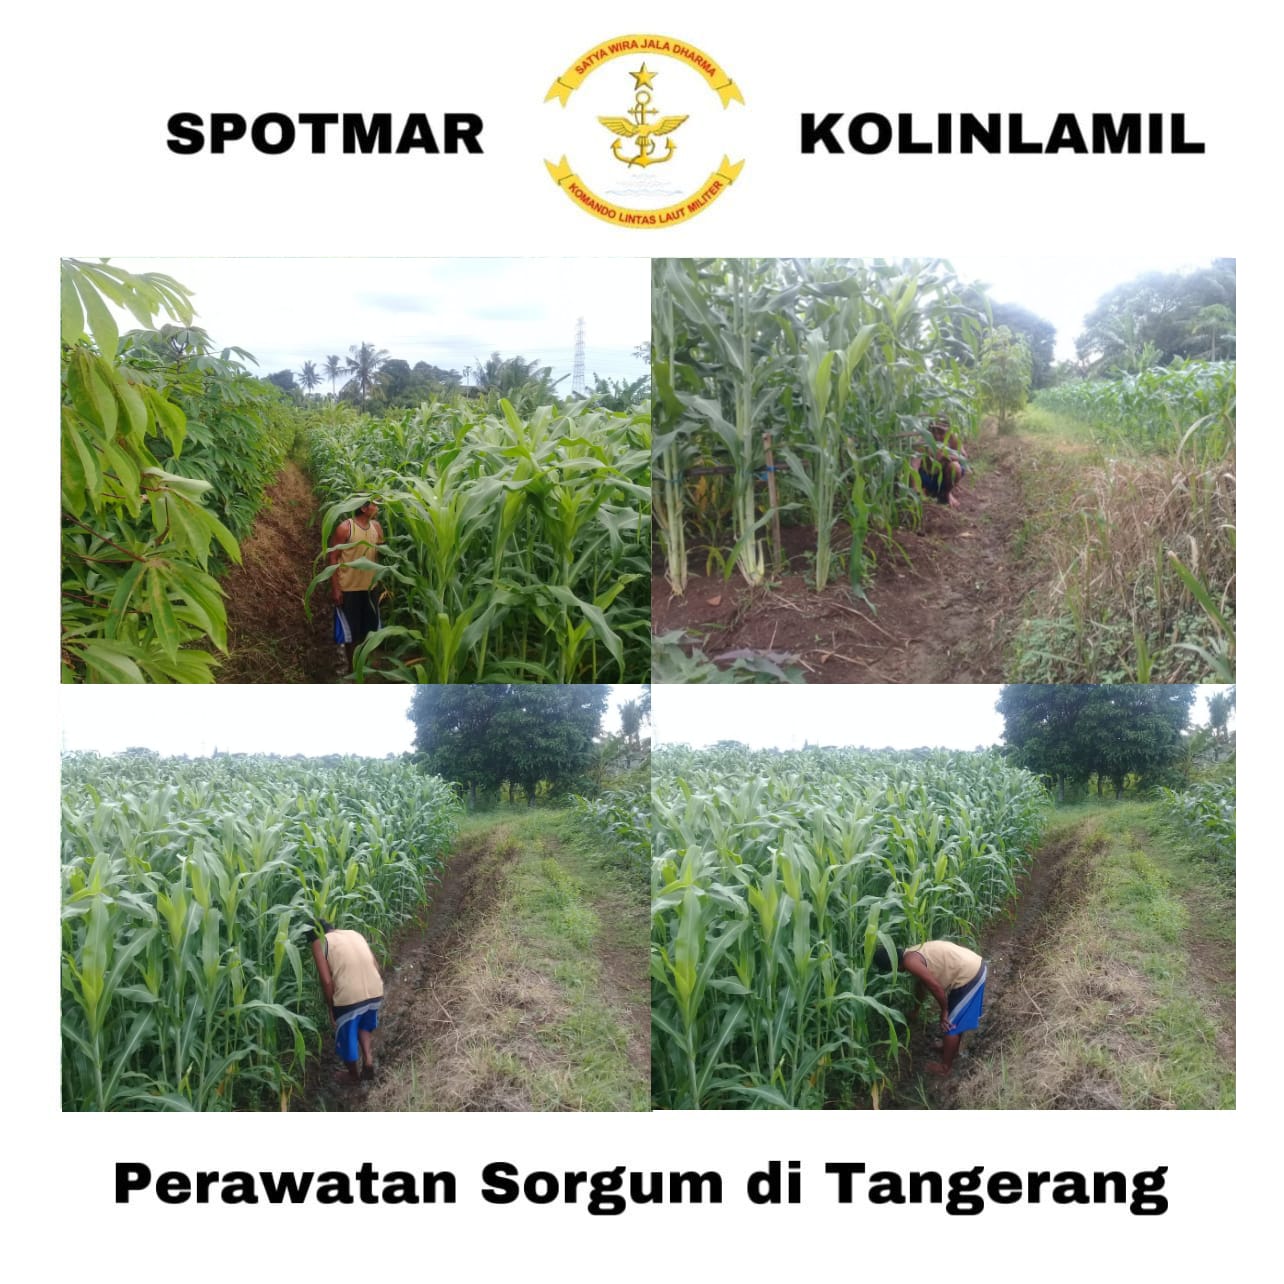 SPOTMAR
SATYA WIRA JALA DHARMA
KOMANDO LINTAS LAUT MILITER
KOLINLAMIL
Perawatan Sorgum di Tangerang